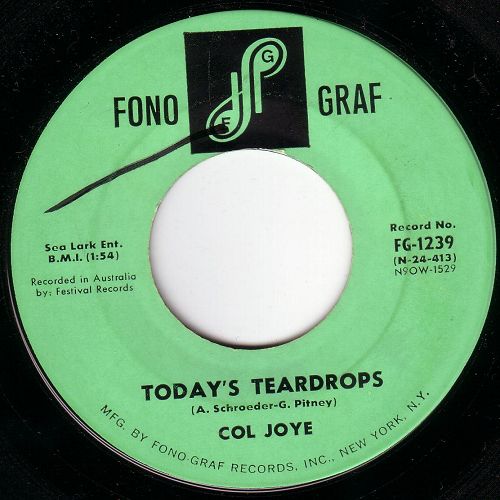 G
F
FONO GRAF
Sea Lark Ent.
B.M.I. (1:54)
Recorded in Australia
by: Festival Records
Record No.
FG-1239
(N-24-413)
N9OW-1529
TODAY'S TEARDROPS
(A. Schroeder-G. Pitney)
COL JOYE
MFG. BY FONO-GRAF RECORDS, INC., NEW YORK, N.Y.